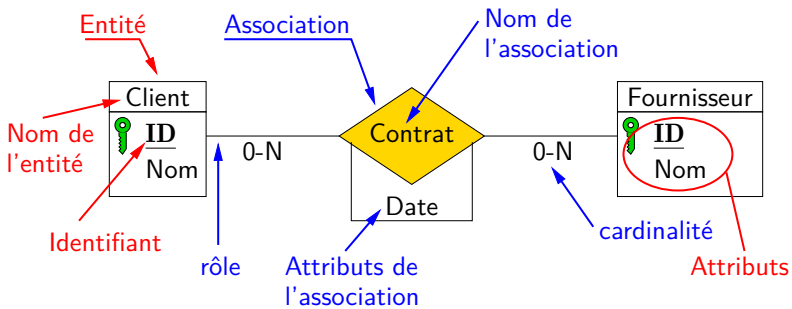 Entité
Association
Nom de
l'association
Client
Fournisseur
Nom de
l'entité
ID
Nom
0-N
Contrat
0-N
ID
Nom
Date
Identifiant
rôle
Attributs de
l'association
cardinalité
Attributs